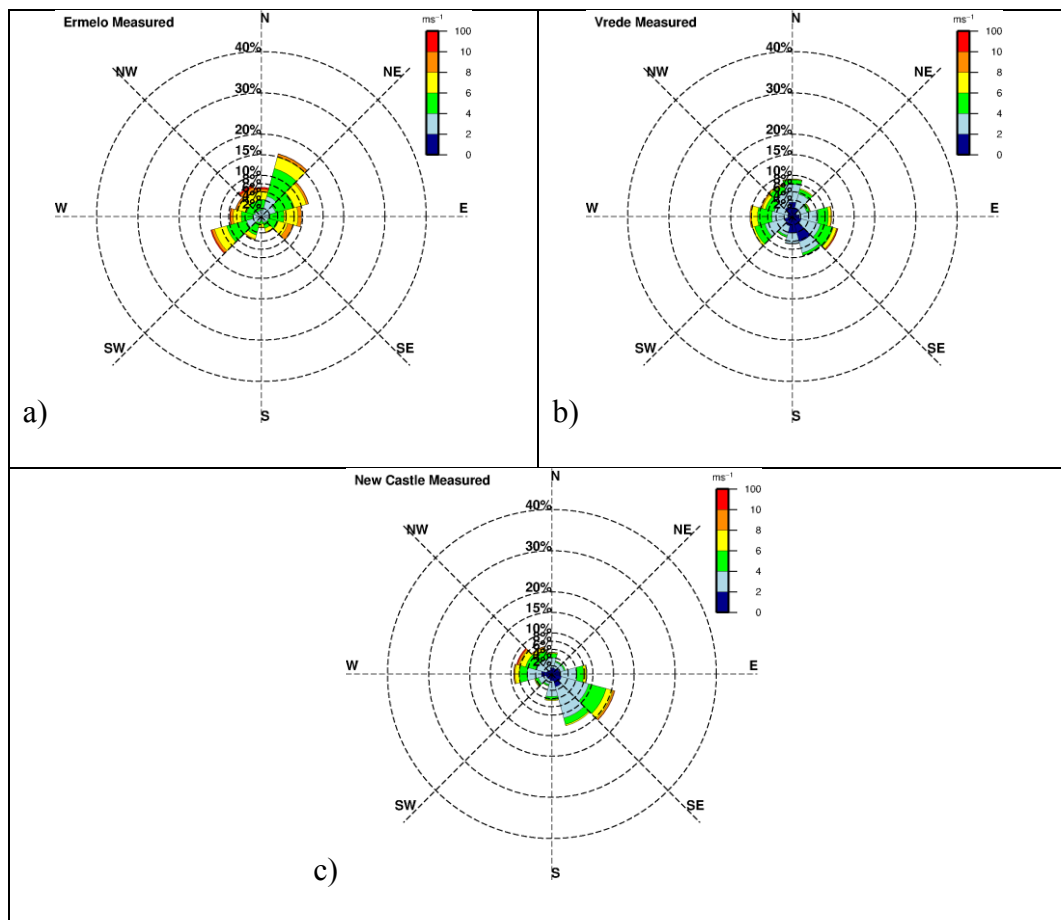 Ermelo Measured
N
ms⁻¹
100
10
8
6
4
2
0
40%
30%
20%
15%
10%
NW
NE
W
E
SW
SE
S
a)
Vrede Measured
N
ms⁻¹
100
10
8
6
4
2
0
40%
30%
20%
15%
10%
NW
NE
W
E
SW
SE
S
b)
New Castle Measured
N
ms⁻¹
100
10
8
6
4
2
0
40%
30%
20%
15%
10%
NW
NE
W
E
SW
SE
S
c)